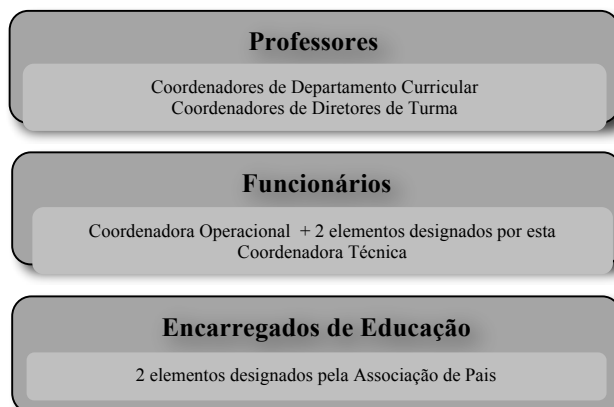 Professores
Coordenadores de Departamento Curricular
Coordenadores de Diretores de Turma
Funcionários
Coordenadora Operacional + 2 elementos designados por esta
Coordenadora Técnica
Encarregados de Educação
2 elementos designados pela Associação de Pais